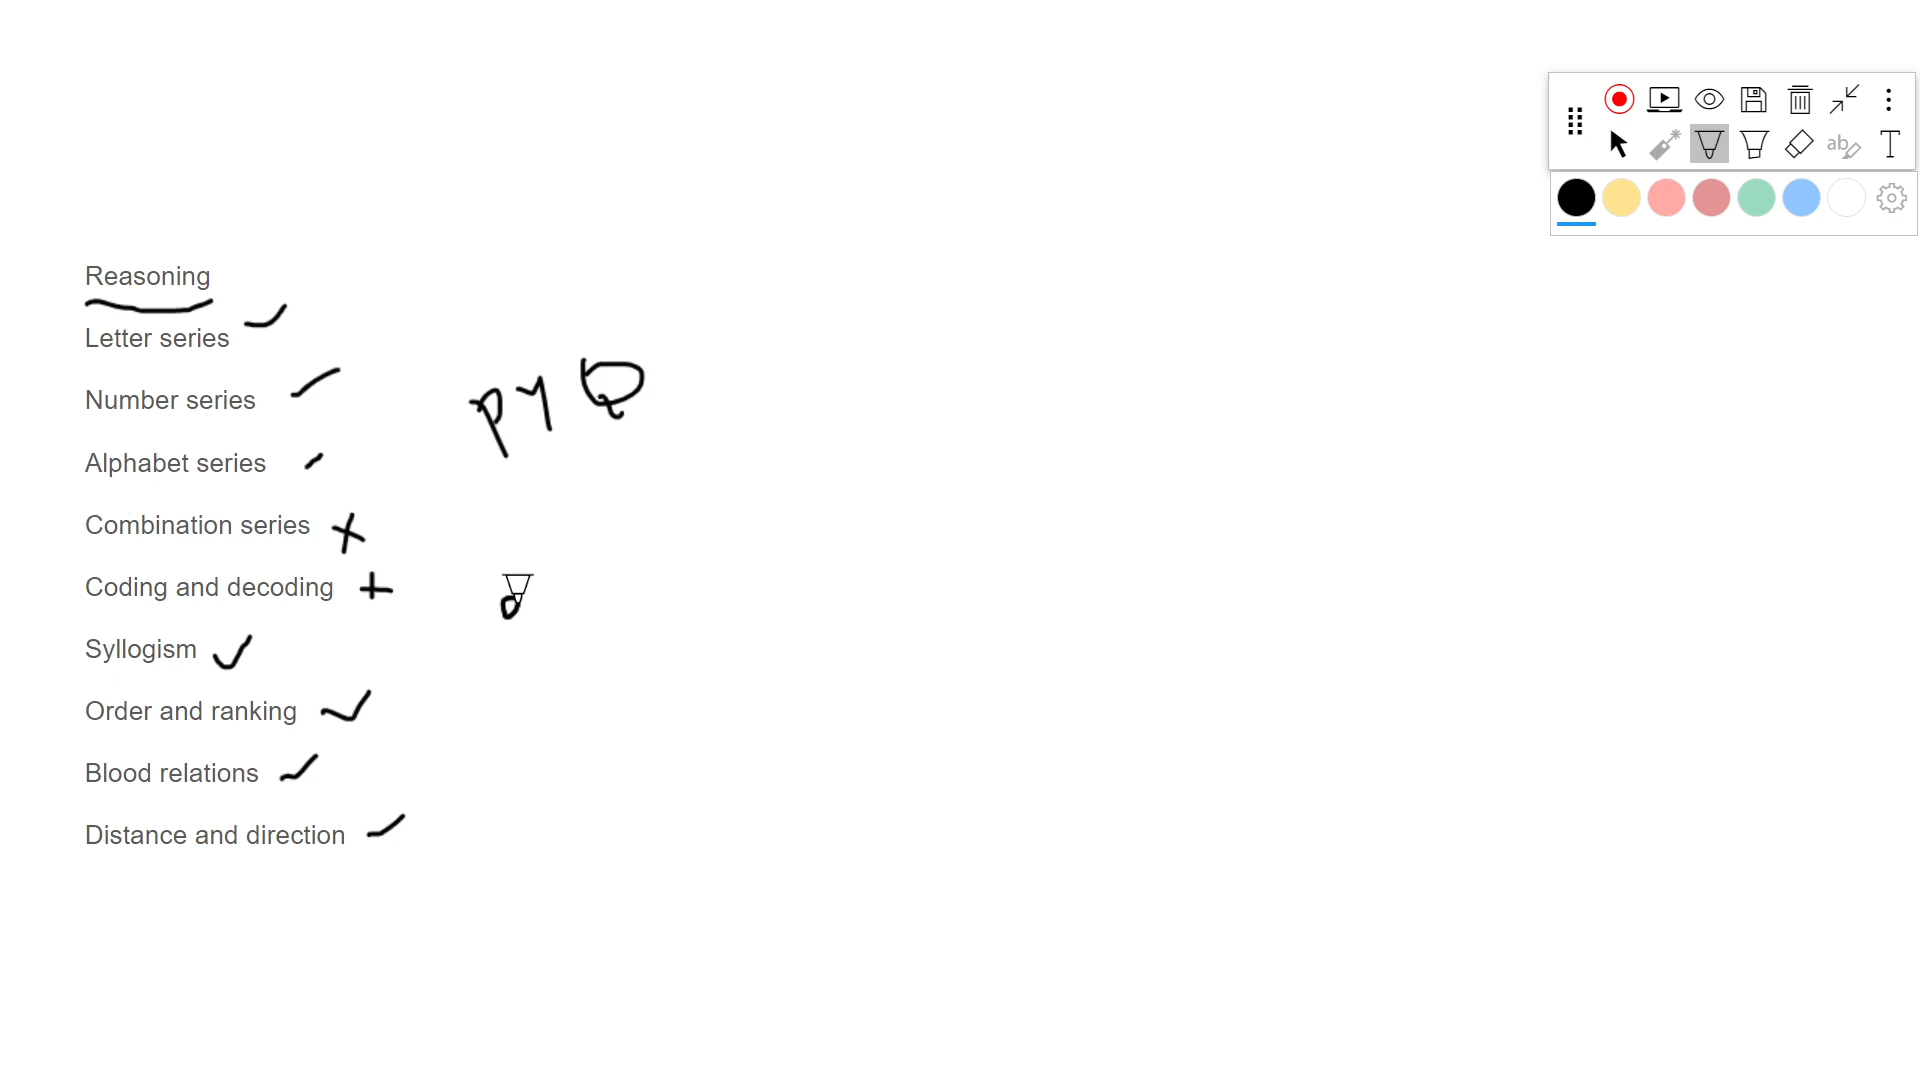 Reasoning
Letter series
Number series
PYQ
Alphabet series
Combination series
Coding and decoding
Syllogism
Order and ranking
Blood relations
Distance and direction
ab
T